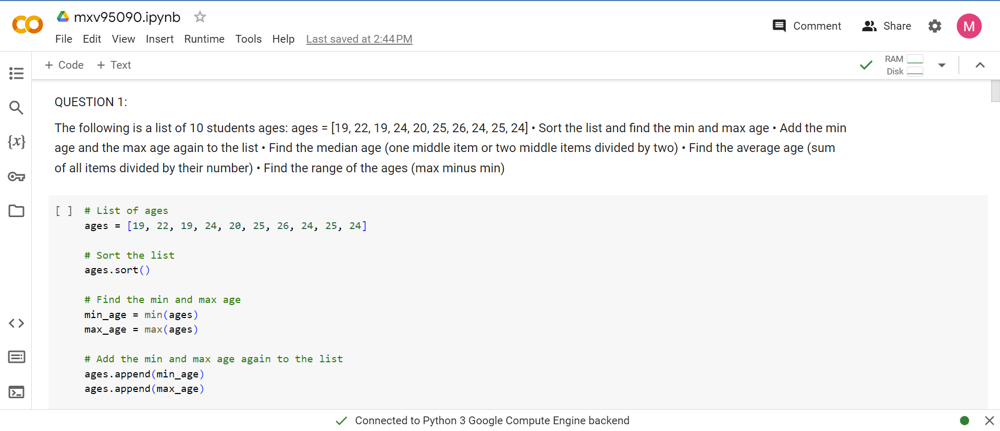 mxv95090.ipynb
File Edit View Insert Runtime Tools Help Last saved at 2:44 PM
Comment Share M
+ Code + Text
RAM
Disk
{x}
QUESTION 1:
The following is a list of 10 students ages: ages = [19, 22, 19, 24, 20, 25, 26, 24, 25, 24] • Sort the list and find the min and max age • Add the min
age and the max age again to the list • Find the median age (one middle item or two middle items divided by two) • Find the average age (sum
of all items divided by their number) • Find the range of the ages (max minus min)
[ ] # List of ages
ages = [19, 22, 19, 24, 20, 25, 26, 24, 25, 24]
# Sort the list
ages.sort()
# Find the min and max age
min_age = min(ages)
max_age = max(ages)
# Add the min and max age again to the list
ages.append(min_age)
ages.append(max_age)
Connected to Python 3 Google Compute Engine backend